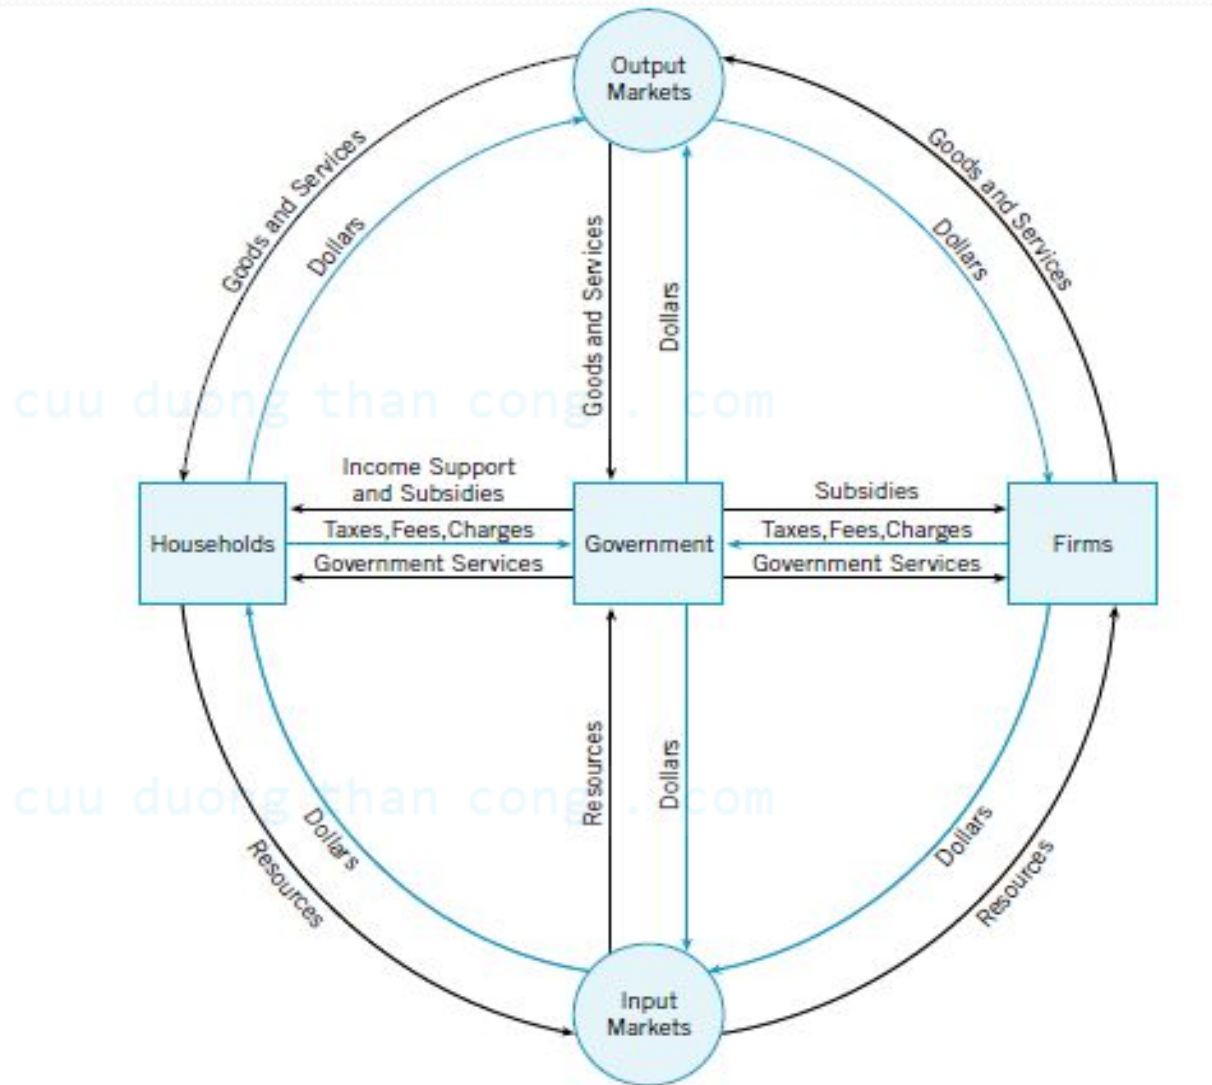 Output
Markets
Goods and Services
Dollars
Goods and Services
Dollars
Goods and Services
Dollars
cuu duong than cong . com
Income Support
and Subsidies
Subsidies
Households
Taxes,Fees,Charges
Government
Taxes,Fees,Charges
Firms
Government Services
Government Services
Resources
Dollars
cuu duong than cong . com
Dollars
Resources
Dollars
Resources
Input
Markets